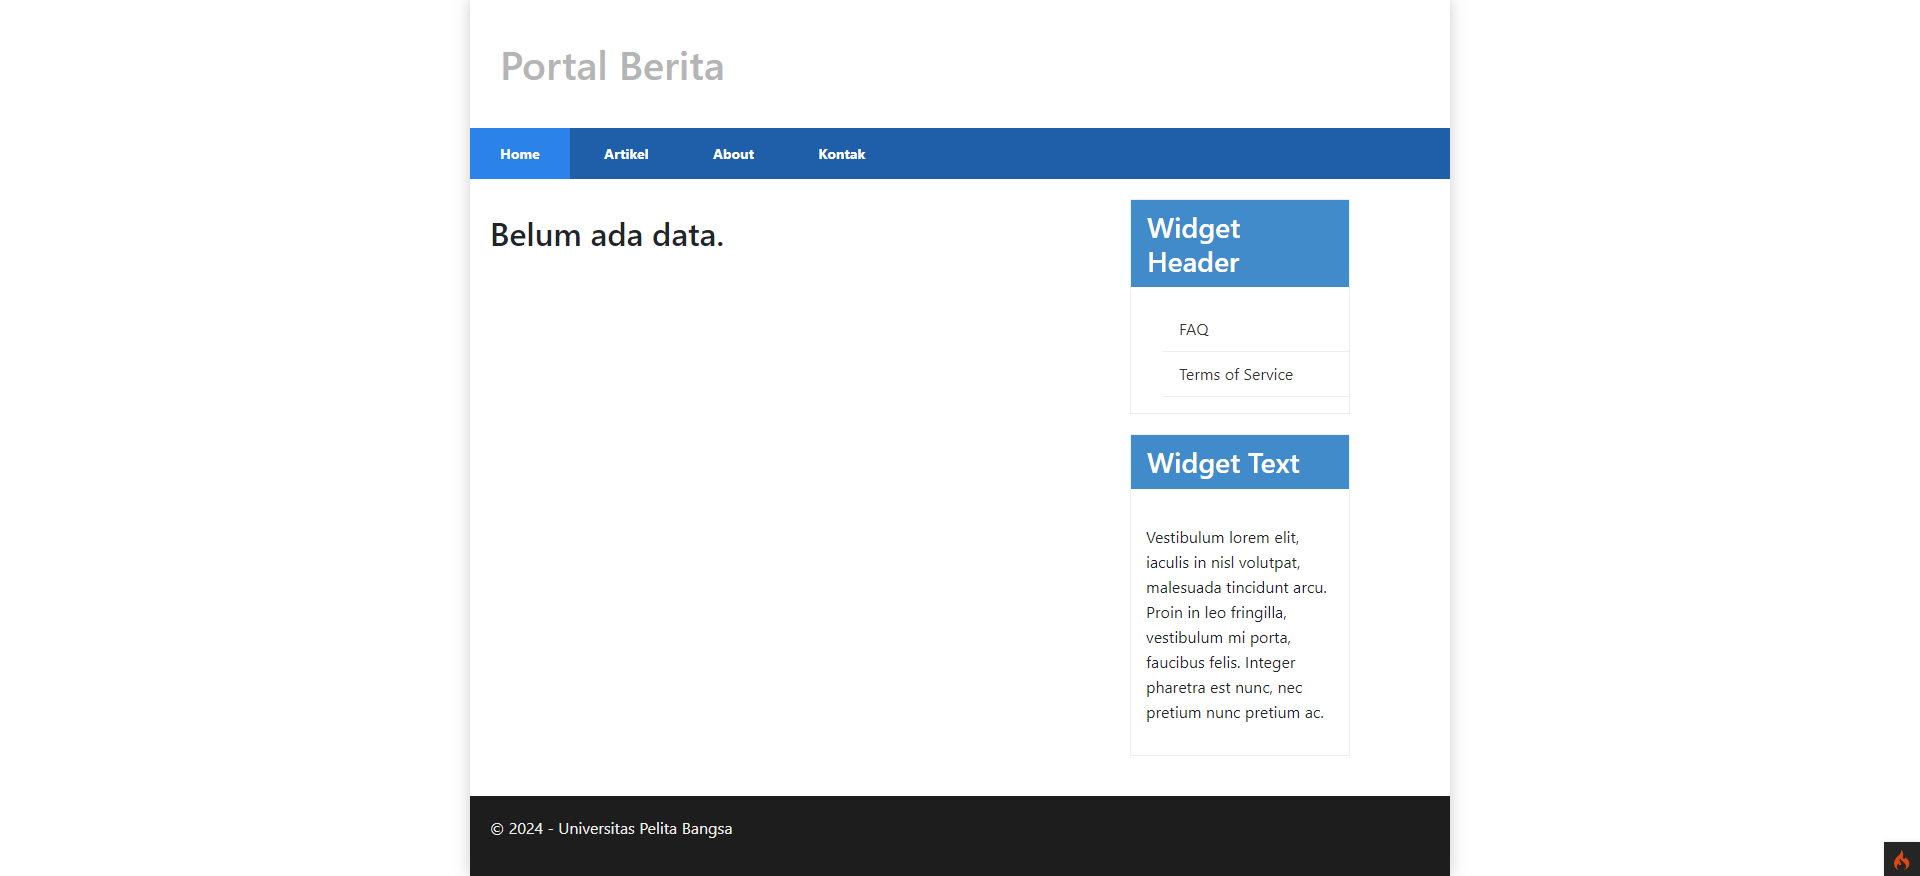 Portal Berita
Home
Artikel
About
Kontak
Belum ada data.
Widget
Header
FAQ
Terms of Service
Widget Text
Vestibulum lorem elit,
iaculis in nisl volutpat,
malesuada tincidunt arcu.
Proin in leo fringilla,
vestibulum mi porta,
faucibus felis. Integer
pharetra est nunc, nec
pretium nunc pretium ac.
© 2024 - Universitas Pelita Bangsa